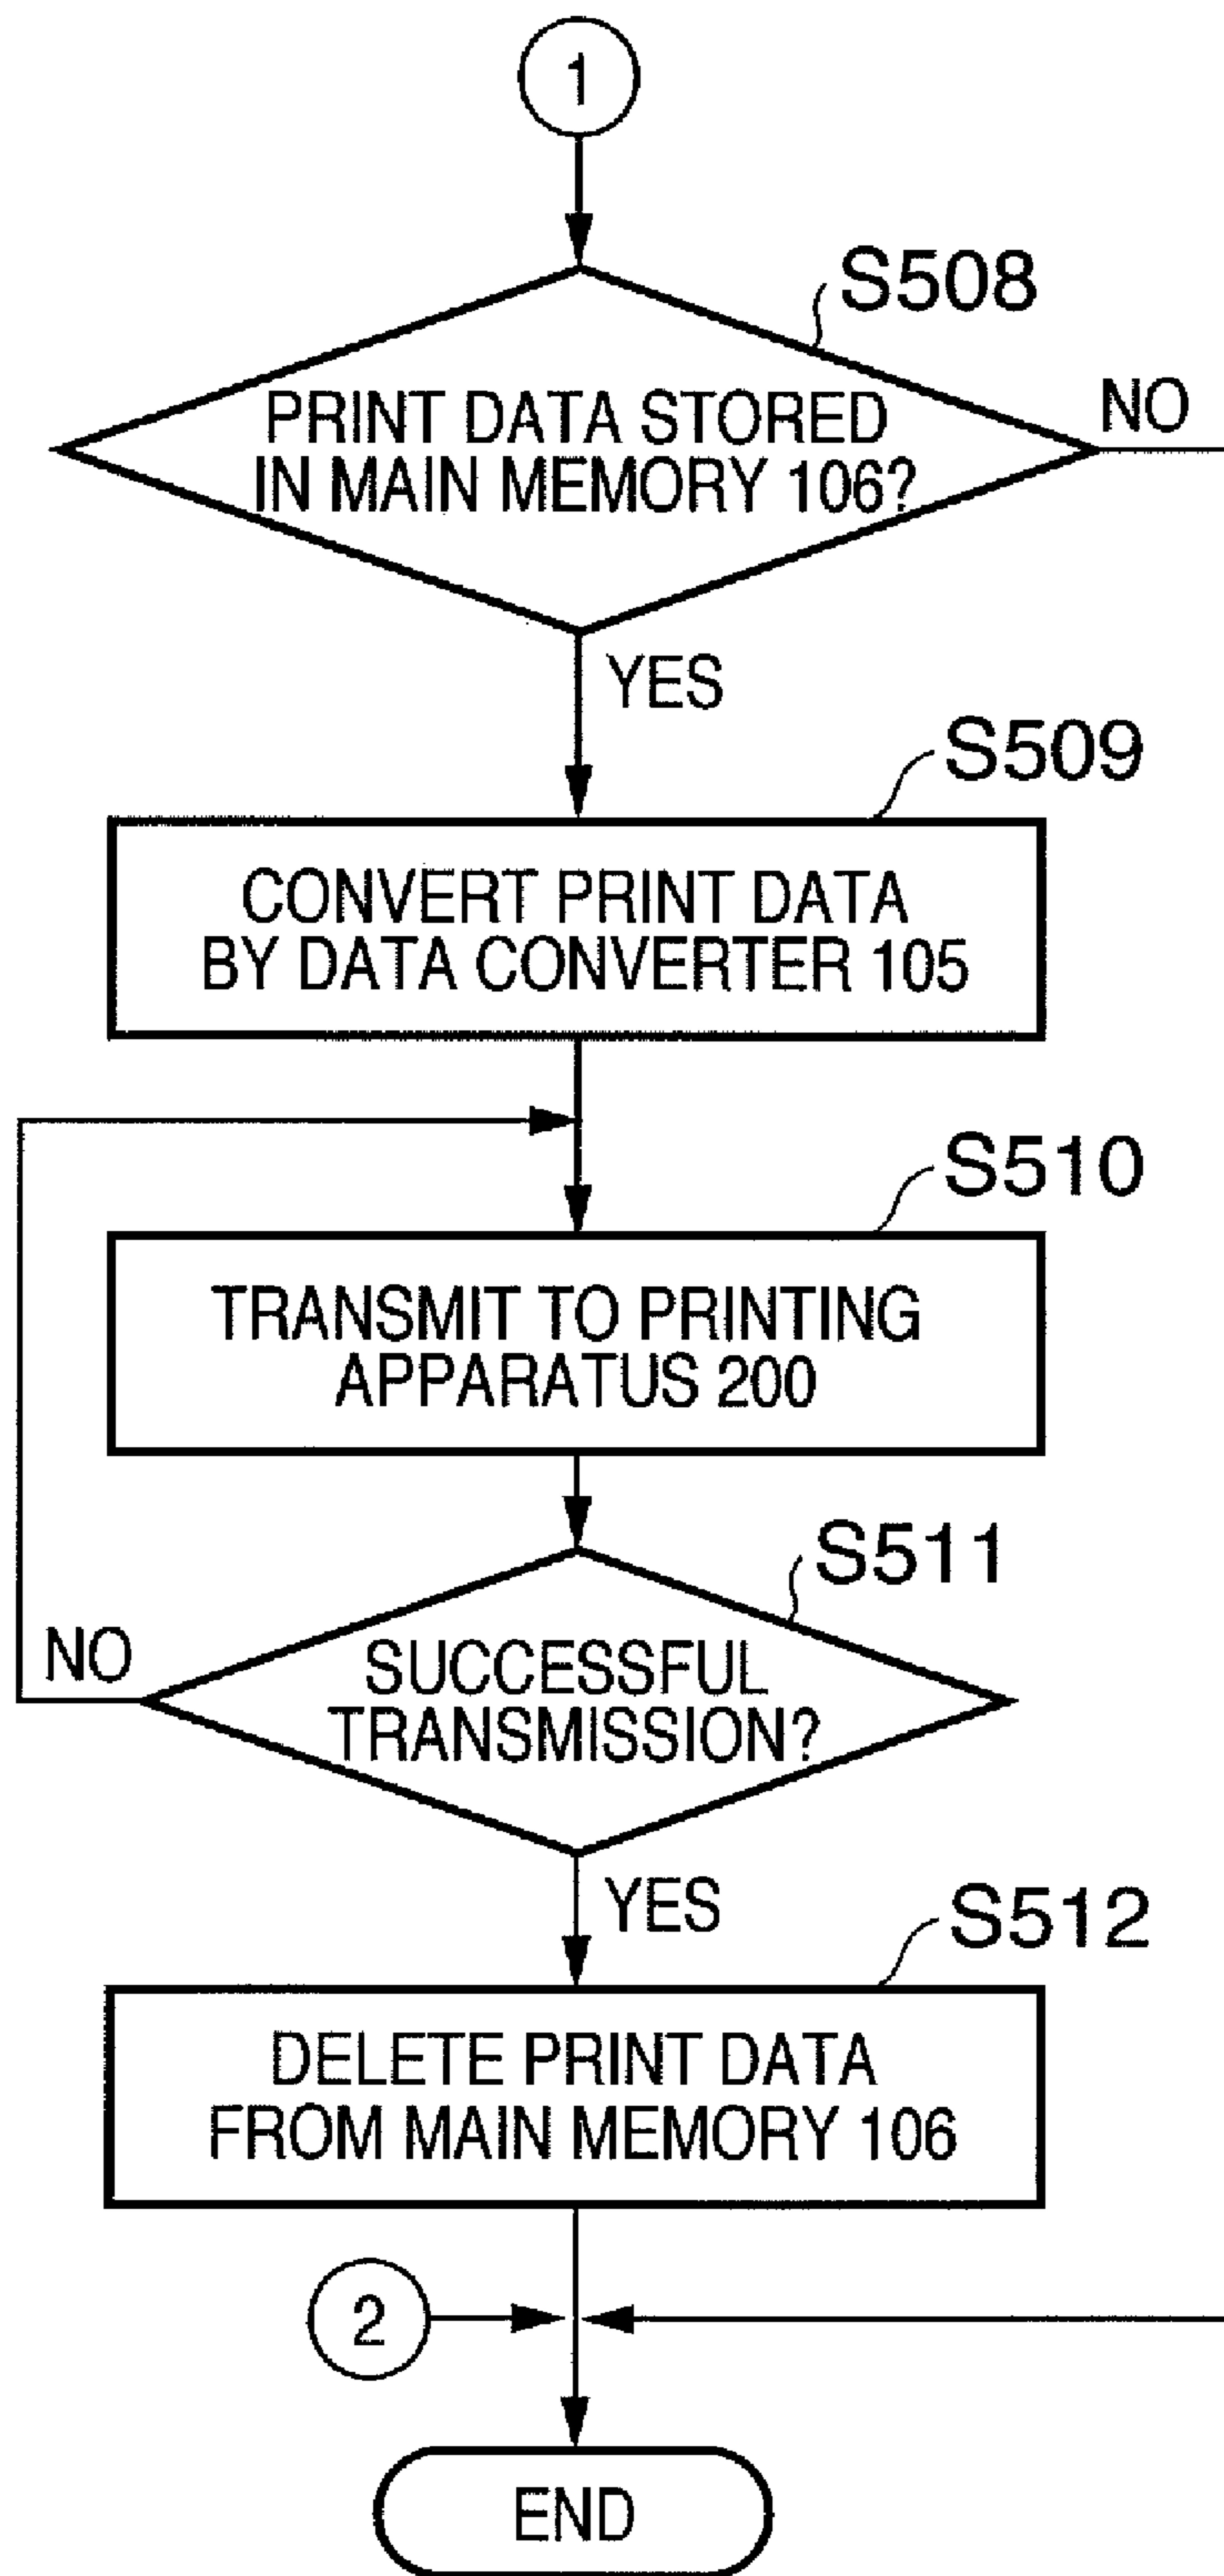 1
S508
PRINT DATA STORED
IN MAIN MEMORY 106?
NO
YES
S509
CONVERT PRINT DATA
BY DATA CONVERTER 105
S510
TRANSMIT TO PRINTING
APPARATUS 200
S511
NO
SUCCESSFUL
TRANSMISSION?
YES
S512
DELETE PRINT DATA
FROM MAIN MEMORY 106
2
END